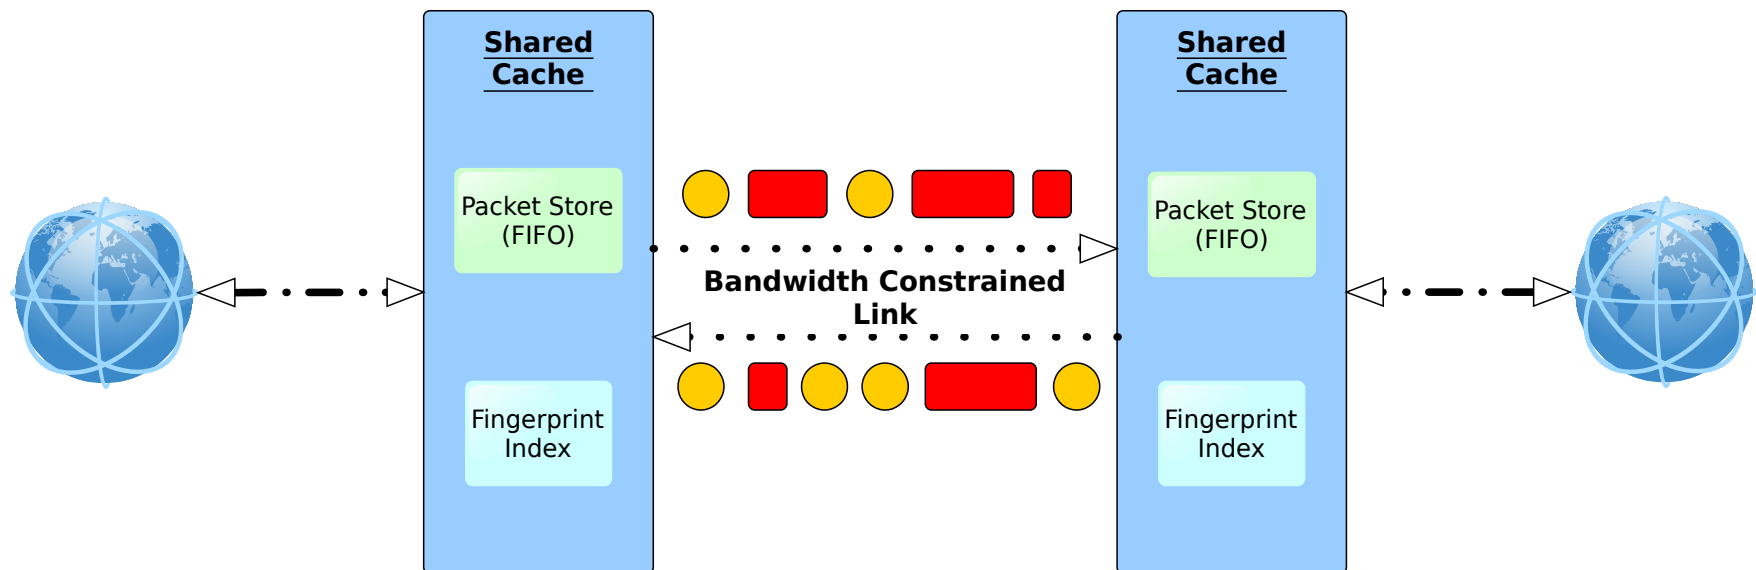 Shared
Cache
Packet Store
(FIFO)
Fingerprint
Index
Bandwidth Constrained
Link
Shared
Cache
Packet Store
(FIFO)
Fingerprint
Index